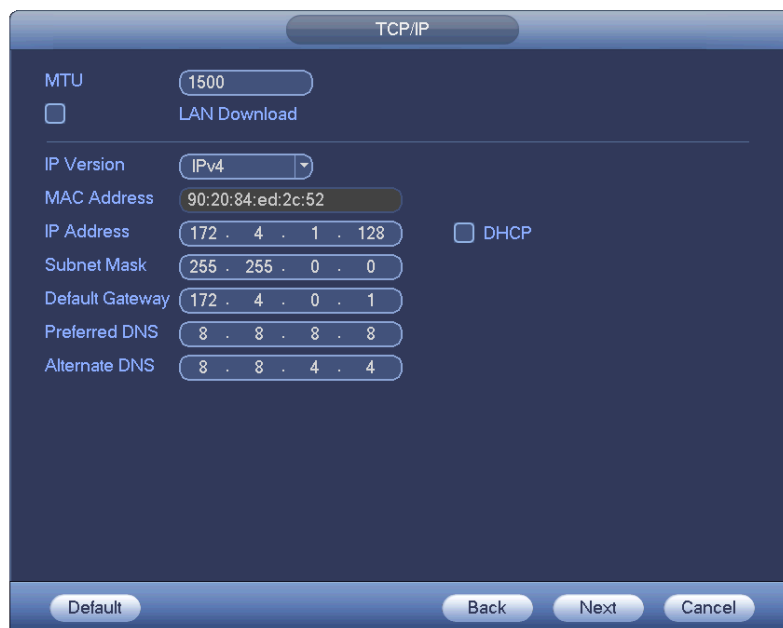 TCP/IP
MTU 1500
LAN Download
IP Version IPv4
MAC Address 90:20:84:ed:2c:52
IP Address 172 . 4 . 1 . 128 DHCP
Subnet Mask 255 . 255 . 0 . 0
Default Gateway 172 . 4 . 0 . 1
Preferred DNS 8 . 8 . 8 . 8
Alternate DNS 8 . 8 . 4 . 4
Default Back Next Cancel